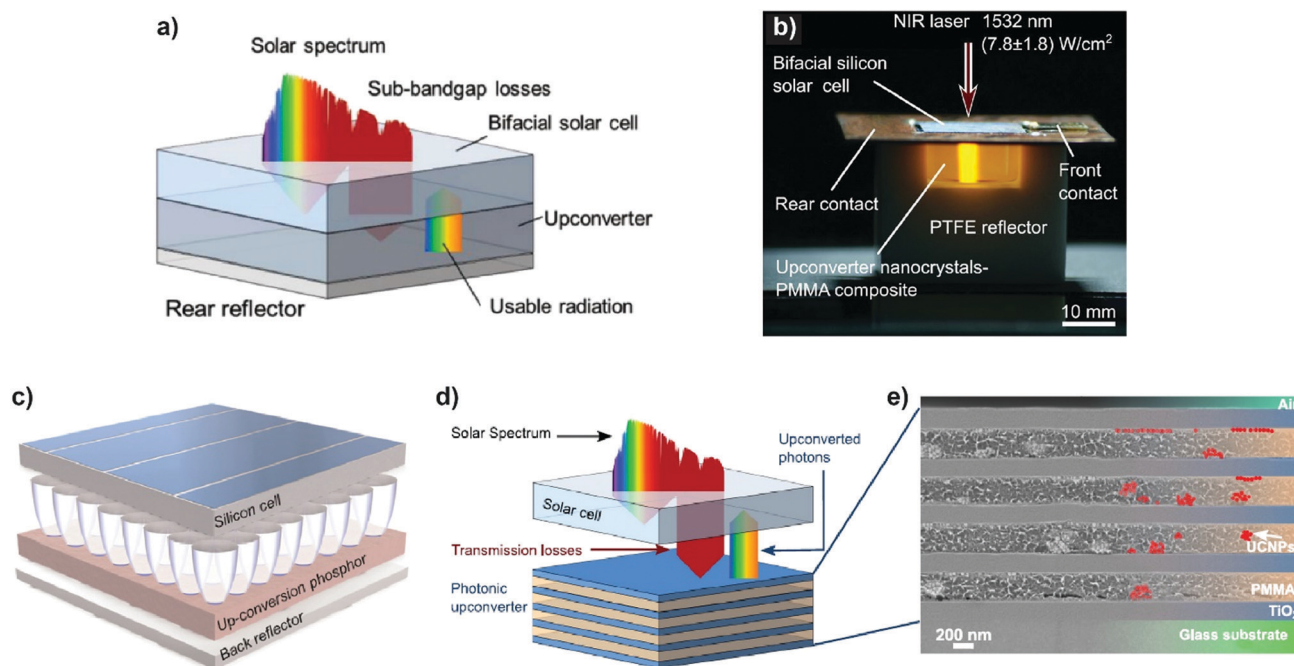 a)
Solar spectrum
Sub-bandgap losses
Bifacial solar cell
Upconverter
Rear reflector
Usable radiation
b)
NIR laser 1532 nm
(7.8±1.8) W/cm²
Bifacial silicon
solar cell
Rear contact
Front
contact
PTFE reflector
Upconverter nanocrystals-
PMMA composite
10 mm
c)
Silicon cell
Up-conversion phosphor
Back reflector
d)
Solar Spectrum
Upconverted
photons
Solar cell
Transmission losses
Photonic
upconverter
e)
Air
UCNPs
PMMA
TiO₂
Glass substrate
200 nm